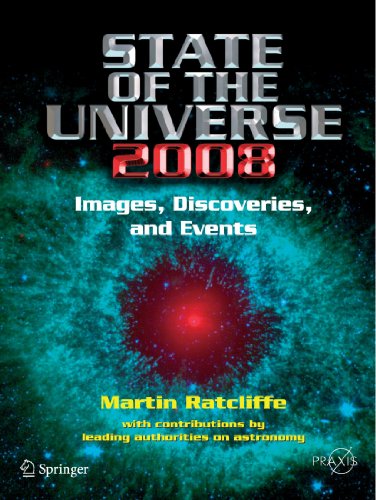 STATE
OF THE
UNIVERSE
2008
Images, Discoveries,
and Events
Martin Ratcliffe
with contributions by
leading authorities on astronomy
Springer
PRAXIS